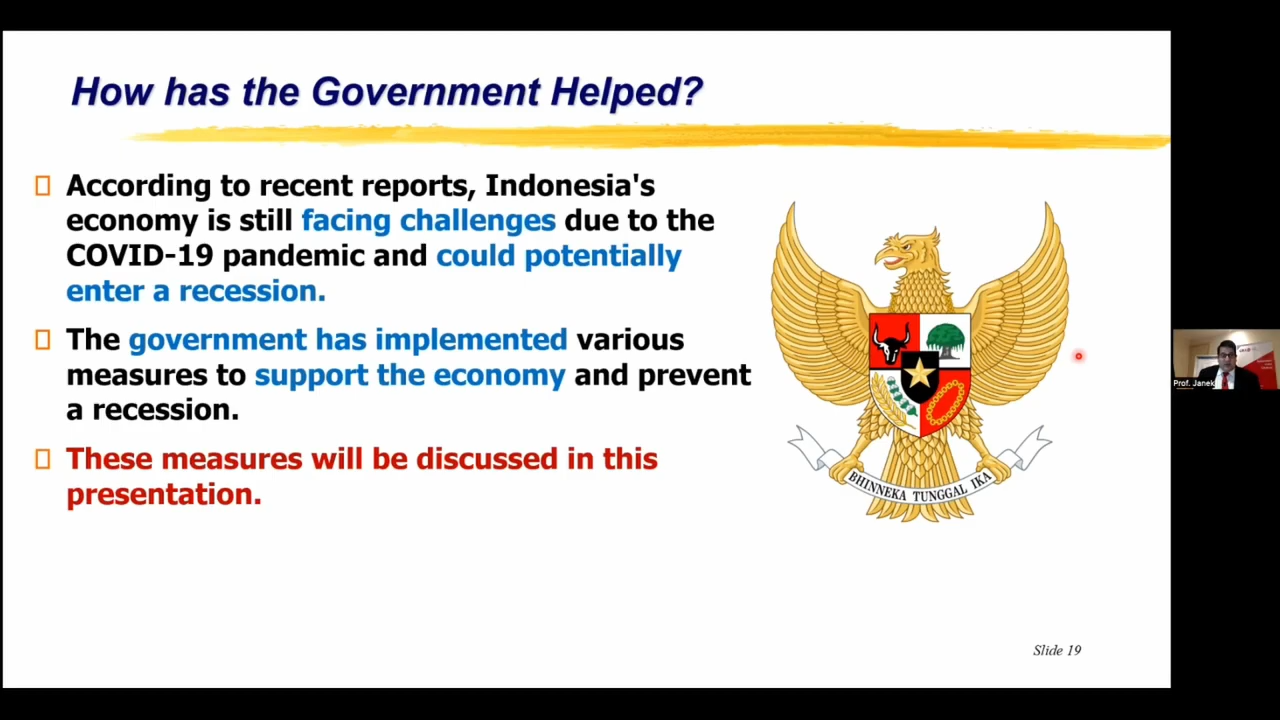 How has the Government Helped?
According to recent reports, Indonesia's
economy is still facing challenges due to the
COVID-19 pandemic and could potentially
enter a recession.
The government has implemented various
measures to support the economy and prevent
a recession.
These measures will be discussed in this
presentation.
BHINNEKA TUNGGAL IKA
Prof. Janek
Slide 19